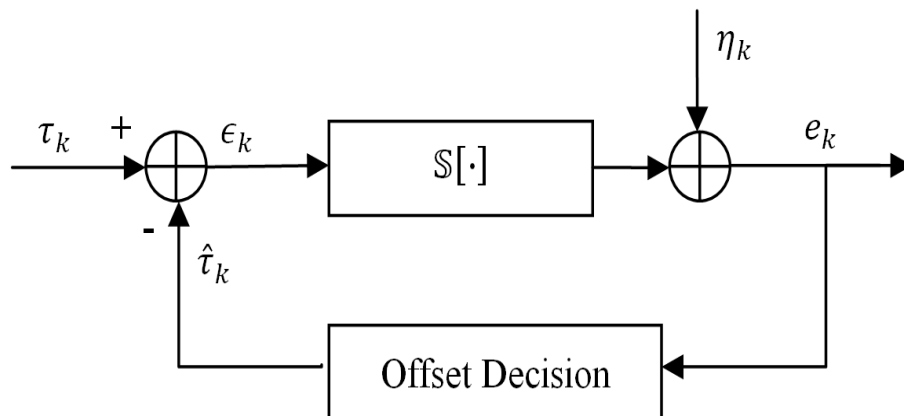 η_k
τ_k + ϵ_k 𝕊[·] e_k
-
τ̂_k
Offset Decision